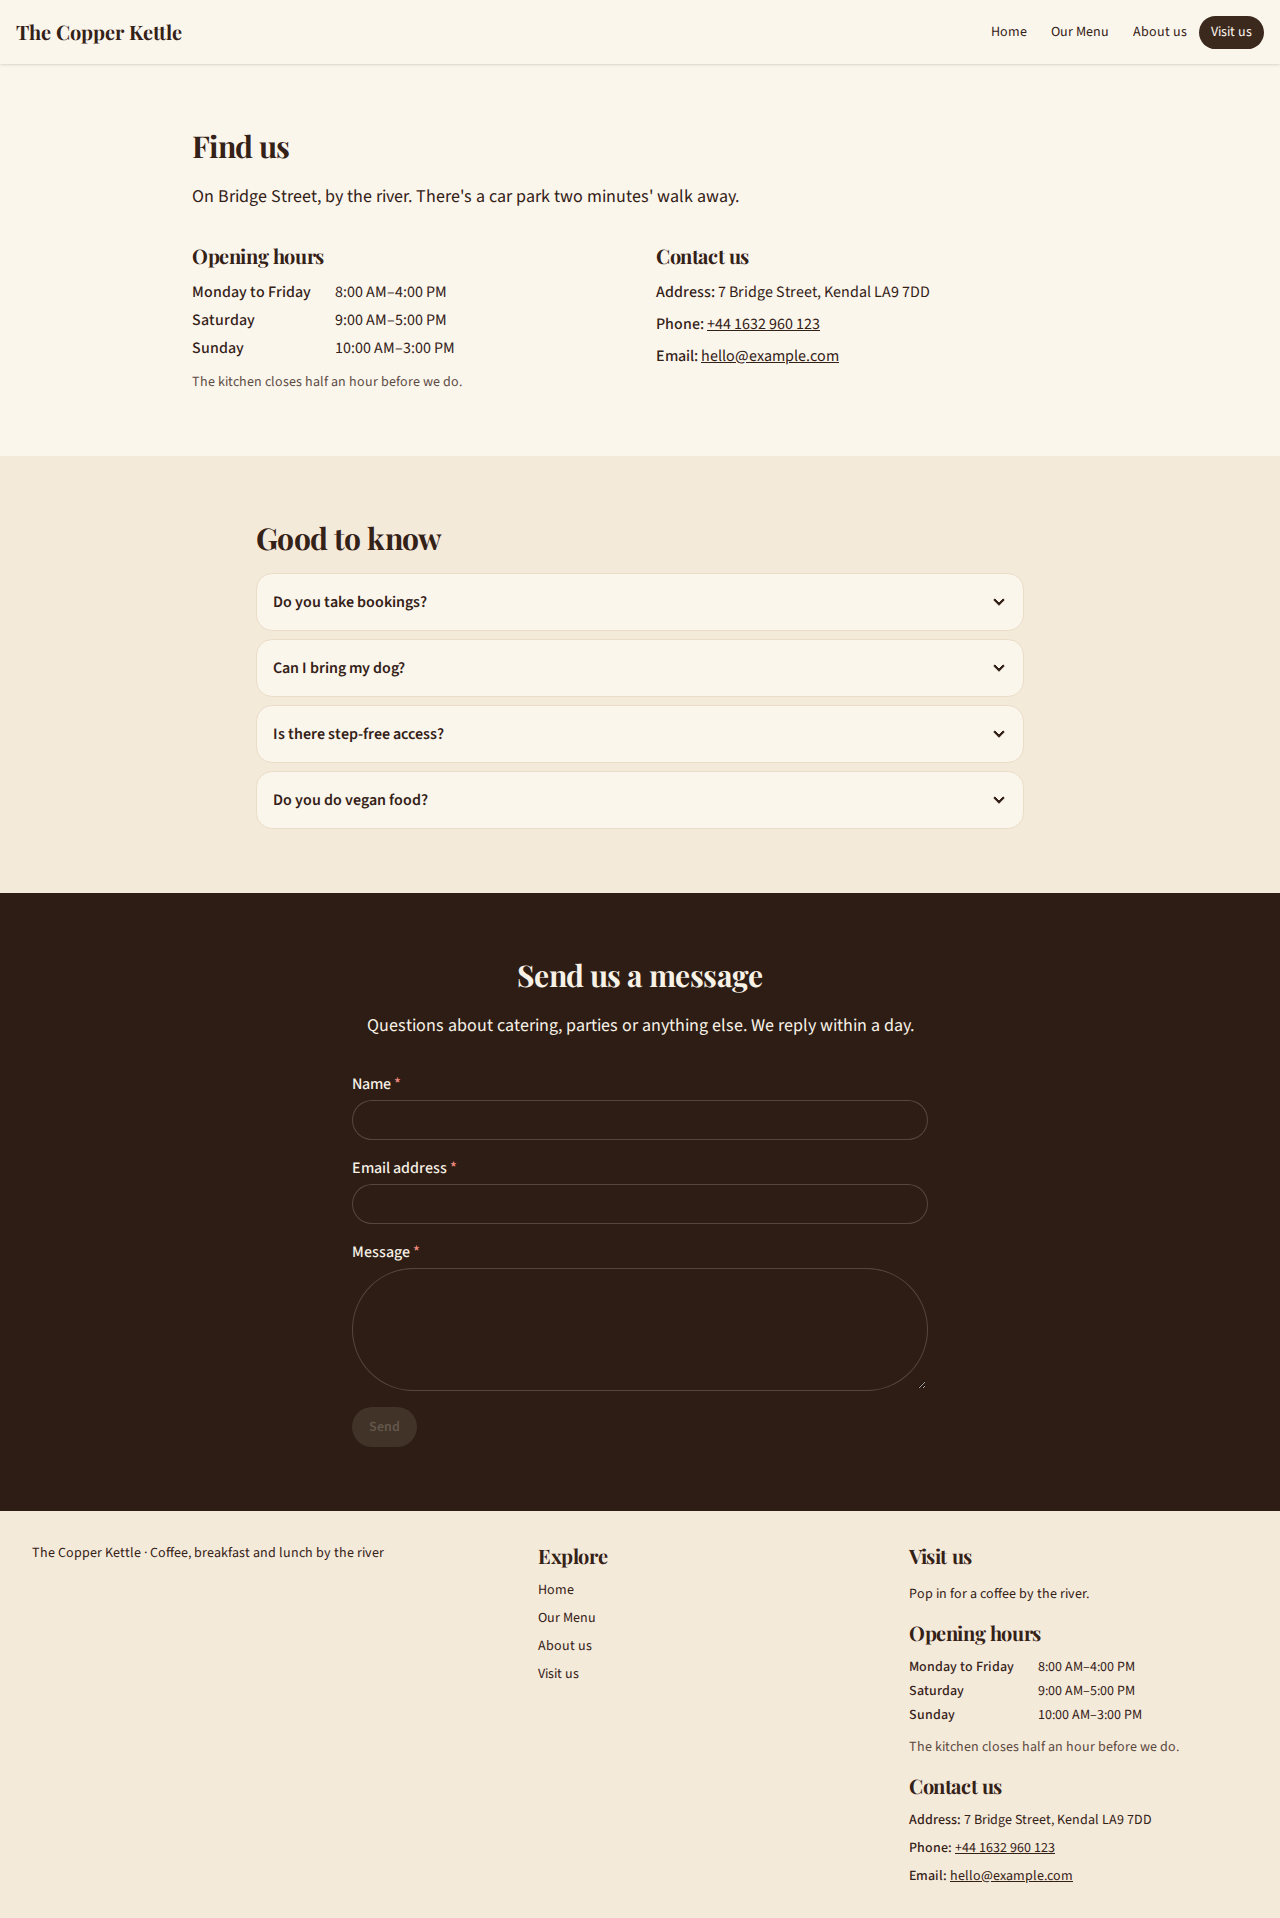 The Copper Kettle
Home
Our Menu
About us
Visit us
Find us
On Bridge Street, by the river. There's a car park two minutes' walk away.
Opening hours
Monday to Friday 8:00 AM–4:00 PM
Saturday 9:00 AM–5:00 PM
Sunday 10:00 AM–3:00 PM
The kitchen closes half an hour before we do.
Contact us
Address: 7 Bridge Street, Kendal LA9 7DD
Phone: +44 1632 960 123
Email: hello@example.com
Good to know
Do you take bookings?
Can I bring my dog?
Is there step-free access?
Do you do vegan food?
Send us a message
Questions about catering, parties or anything else. We reply within a day.
Name *
Email address *
Message *
Send
The Copper Kettle · Coffee, breakfast and lunch by the river
Explore
Home
Our Menu
About us
Visit us
Visit us
Pop in for a coffee by the river.
Opening hours
Monday to Friday 8:00 AM–4:00 PM
Saturday 9:00 AM–5:00 PM
Sunday 10:00 AM–3:00 PM
The kitchen closes half an hour before we do.
Contact us
Address: 7 Bridge Street, Kendal LA9 7DD
Phone: +44 1632 960 123
Email: hello@example.com